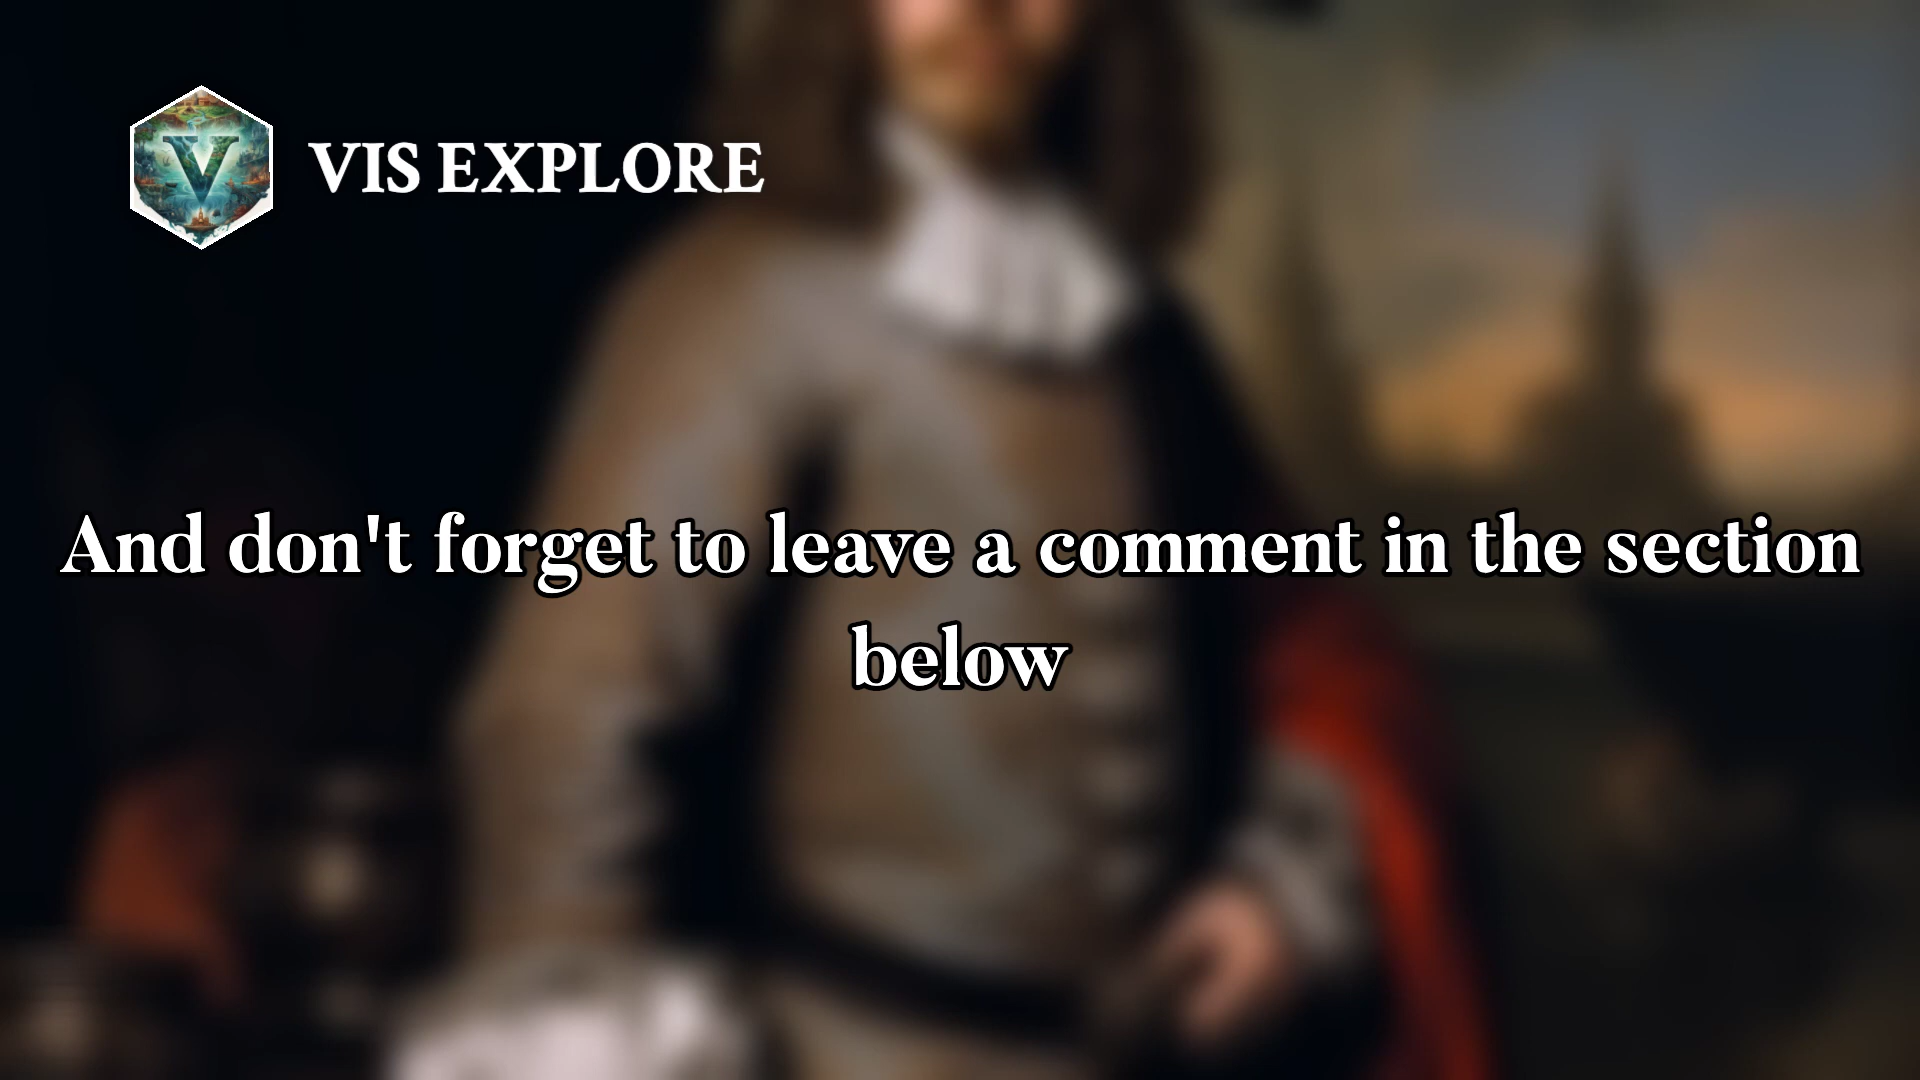 V
VIS EXPLORE
And don't forget to leave a comment in the section
below